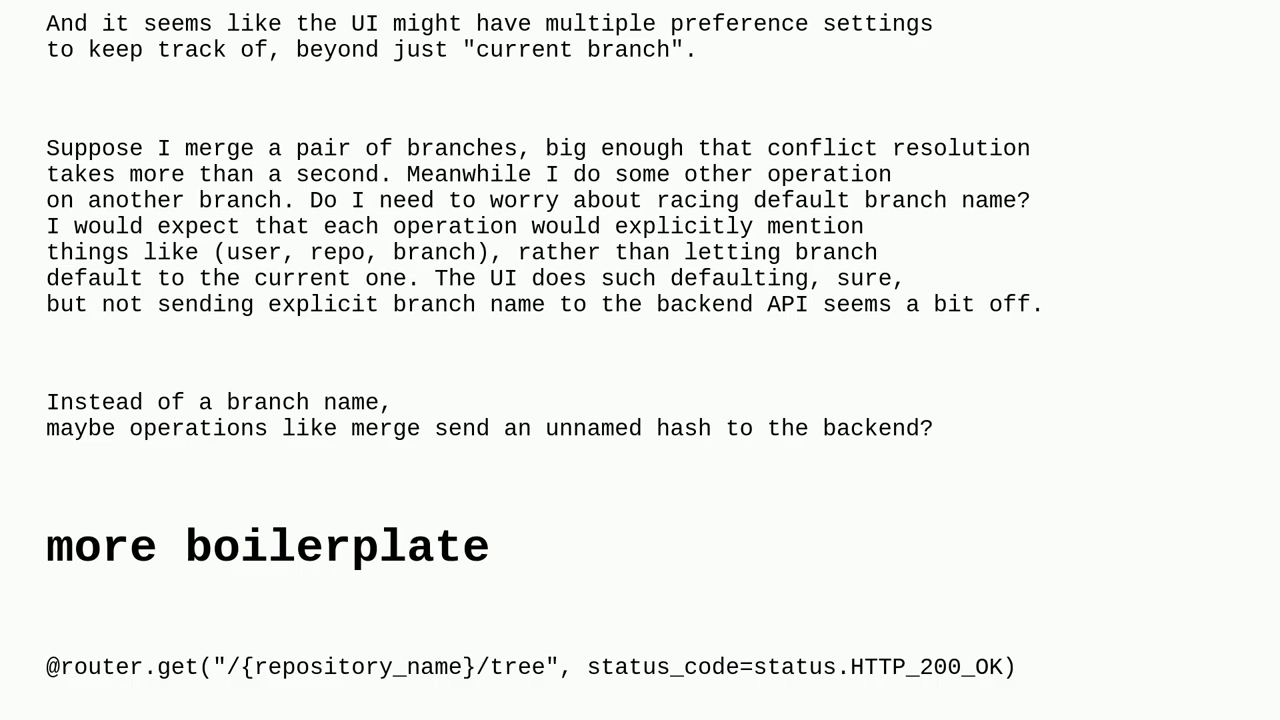 And it seems like the UI might have multiple preference settings
to keep track of, beyond just "current branch".
Suppose I merge a pair of branches, big enough that conflict resolution
takes more than a second. Meanwhile I do some other operation
on another branch. Do I need to worry about racing default branch name?
I would expect that each operation would explicitly mention
things like (user, repo, branch), rather than letting branch
default to the current one. The UI does such defaulting, sure,
but not sending explicit branch name to the backend API seems a bit off.
Instead of a branch name,
maybe operations like merge send an unnamed hash to the backend?
more boilerplate
@router.get("/{repository_name}/tree", status_code=status.HTTP_200_OK)